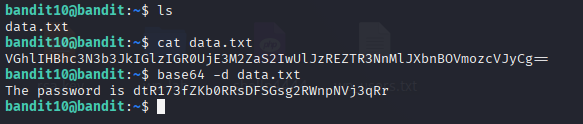 bandit10@bandit:~$ ls
data.txt
bandit10@bandit:~$ cat data.txt
VGhlIHBhc3N3b3JkIGlzIGR0UjE3M2ZaS2IwUlJzREZTR3NnMlJXbnBOVmozcVJyCg==
bandit10@bandit:~$ base64 -d data.txt
The password is dtR173fZKb0RRsDFSGsg2RWnpNVj3qRr
bandit10@bandit:~$